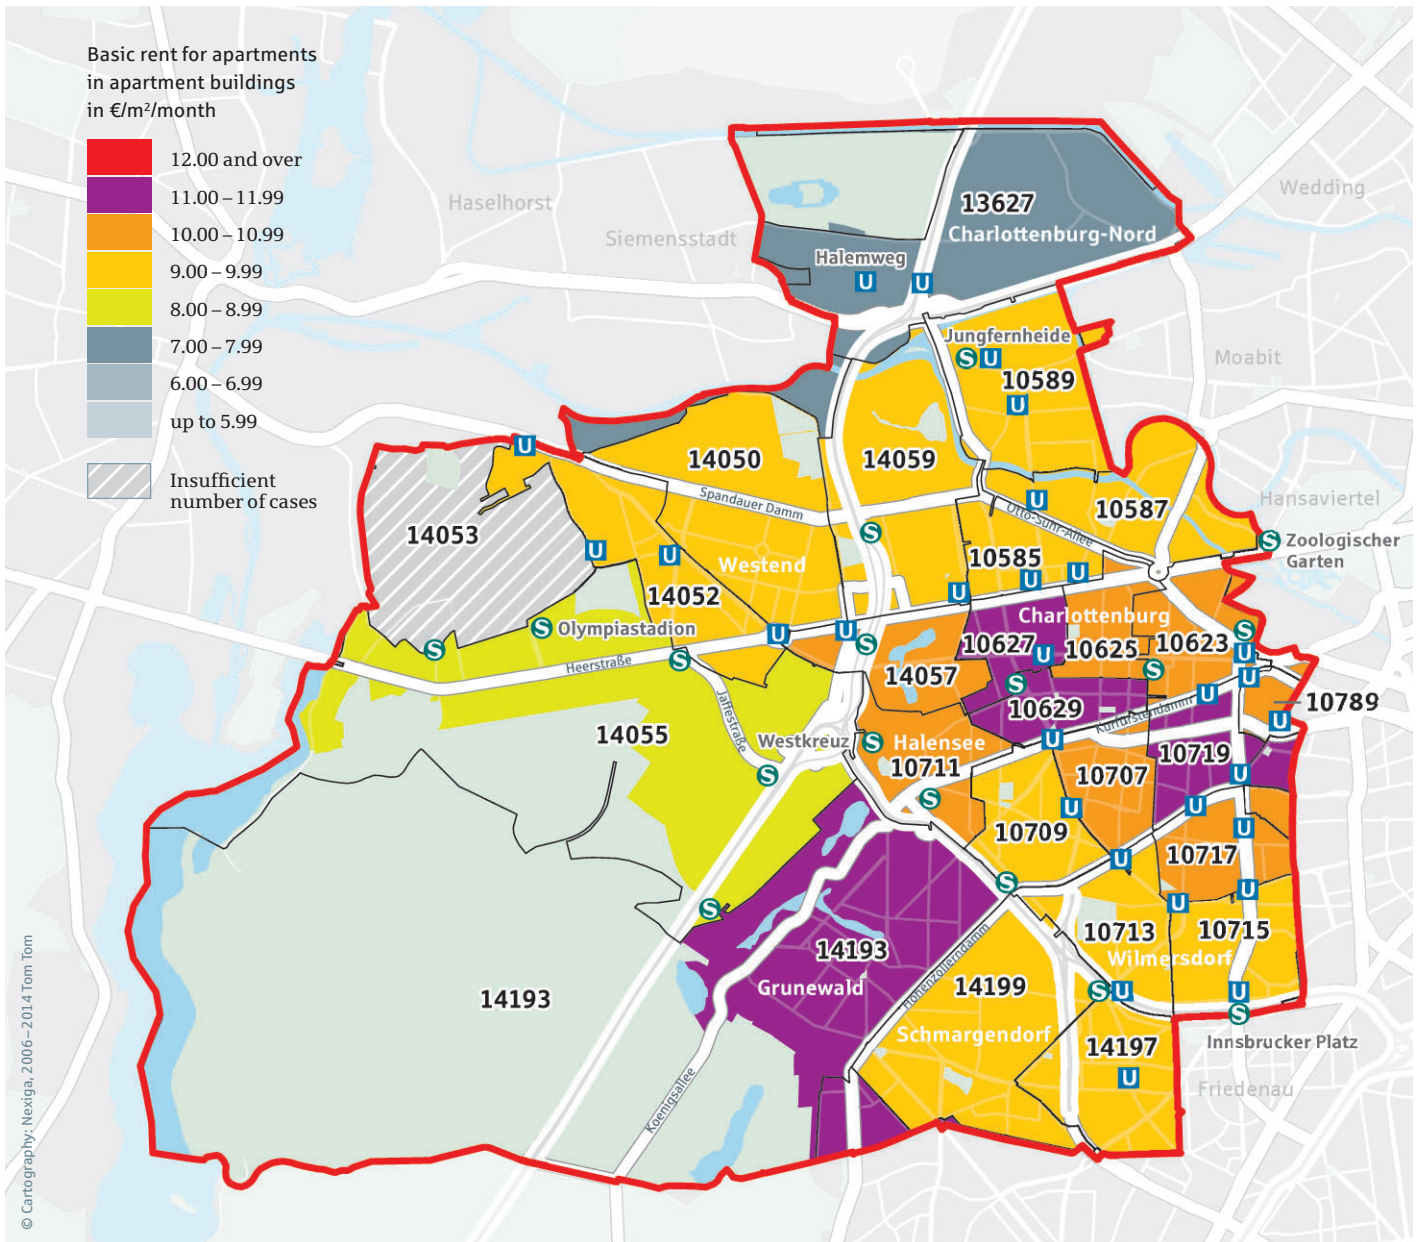 Basic rent for apartments
in apartment buildings
in €/m²/month
12.00 and over
11.00 – 11.99
10.00 – 10.99
9.00 – 9.99
8.00 – 8.99
7.00 – 7.99
6.00 – 6.99
up to 5.99
Insufficient
number of cases
Haselhorst
Siemensstadt
Wedding
13627
Charlottenburg-Nord
Halemweg
U
U
Jungfernheide
S U
10589
U
Moabit
U
14050
14059
Spandauer Damm
14053
S
U
Otto-Suhr-Allee
10587
Hansaviertel
S Zoologischer
Garten
U
U
Westend
10585
U
U
U
14052
Charlottenburg
S Olympiastadion
U
U
S
S
Heerstraße
S
14057
10627
U
10625
10623
S
S
U
U
S
10629
Kurfürstendamm
U
U
10789
Jaffestraße
14055
Westkreuz
S
Halensee
10711
U
S
S
10707
U
10719
U
U
10709
U
U
10717
S
U
U
S
14193
Grunewald
Hohenzollerndamm
10713
Wilmersdorf
10715
14193
14199
Schmargendorf
S U
U
S
Innsbrucker Platz
14197
U
Friedenau
Koenigsallee
© Cartography: Nexiga, 2006–2014 Tom Tom